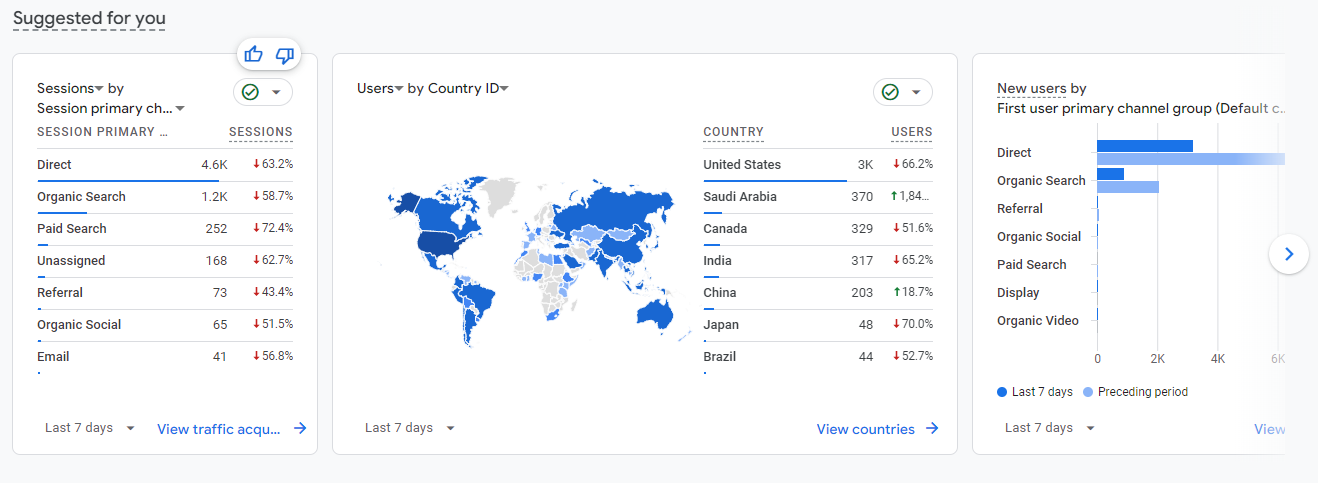 Suggested for you
Sessions by
Session primary ch...
SESSION PRIMARY ... SESSIONS
Direct 4.6K 63.2%
Organic Search 1.2K 58.7%
Paid Search 252 72.4%
Unassigned 168 62.7%
Referral 73 43.4%
Organic Social 65 51.5%
Email 41 56.8%
Last 7 days View traffic acqu...
Users by Country ID
COUNTRY USERS
United States 3K 66.2%
Saudi Arabia 370 1,84...
Canada 329 51.6%
India 317 65.2%
China 203 18.7%
Japan 48 70.0%
Brazil 44 52.7%
Last 7 days View countries
New users by
First user primary channel group (Default c...
Direct
Organic Search
Referral
Organic Social
Paid Search
Display
Organic Video
0 2K 4K 6K
Last 7 days Preceding period
Last 7 days View